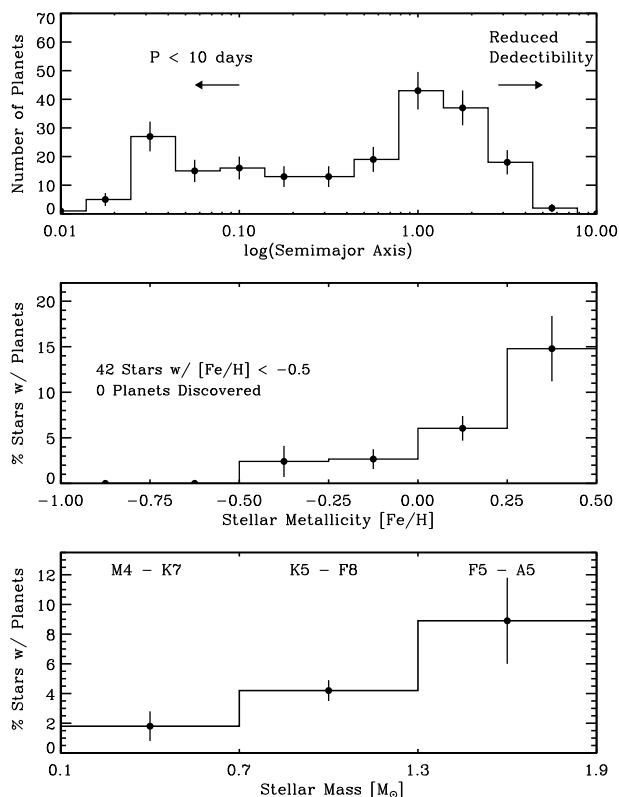 70
60
50
40
30
20
10
0
Number of Planets
P < 10 days
Reduced
Dedectibility
0.01 0.10 1.00 10.00
log(Semimajor Axis)
20
15
10
5
0
% Stars w/ Planets
42 Stars w/ [Fe/H] < -0.5
0 Planets Discovered
-1.00 -0.75 -0.50 -0.25 0.00 0.25 0.50
Stellar Metallicity [Fe/H]
12
10
8
6
4
2
0
% Stars w/ Planets
M4 - K7 K5 - F8 F5 - A5
0.1 0.7 1.3 1.9
Stellar Mass [M☉]